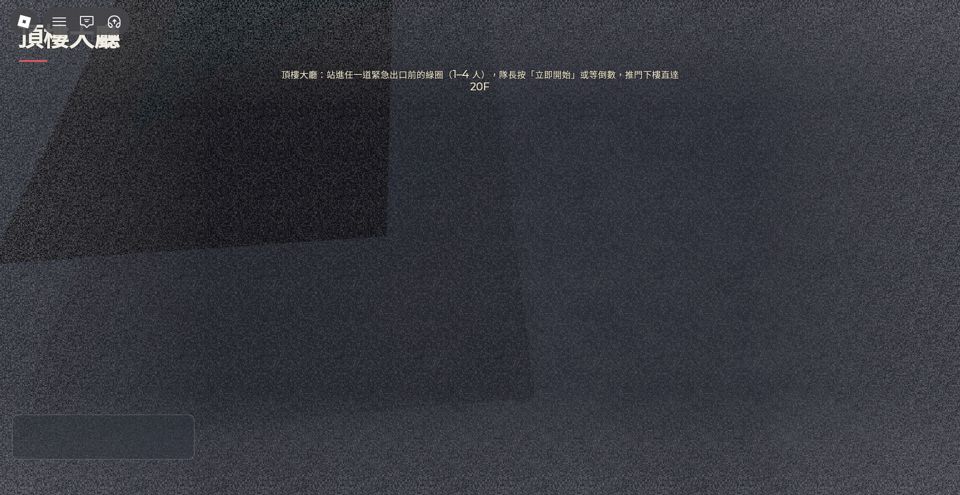 頂樓大廳
頂樓大廳：站進任一道緊急出口前的綠圈（1–4 人），隊長按「立即開始」或等倒數，推門下樓直達
20F